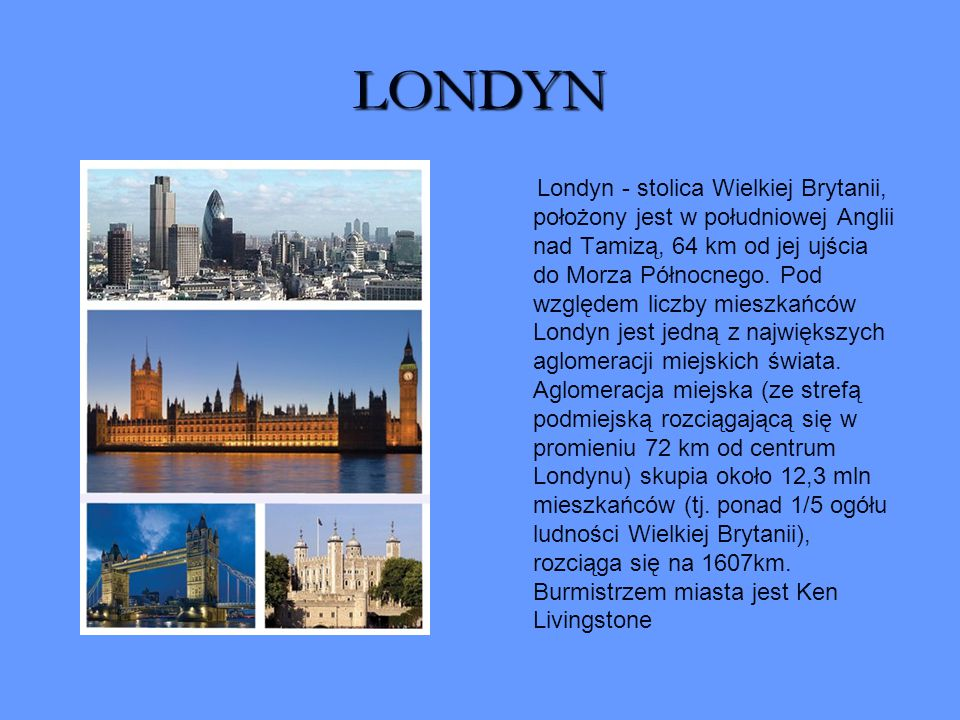 LONDYN
Londyn - stolica Wielkiej Brytanii,
położony jest w południowej Anglii
nad Tamizą, 64 km od jej ujścia
do Morza Północnego. Pod
względem liczby mieszkańców
Londyn jest jedną z największych
aglomeracji miejskich świata.
Aglomeracja miejska (ze strefą
podmiejską rozciągającą się w
promieniu 72 km od centrum
Londynu) skupia około 12,3 mln
mieszkańców (tj. ponad 1/5 ogółu
ludności Wielkiej Brytanii),
rozciąga się na 1607km.
Burmistrzem miasta jest Ken
Livingstone